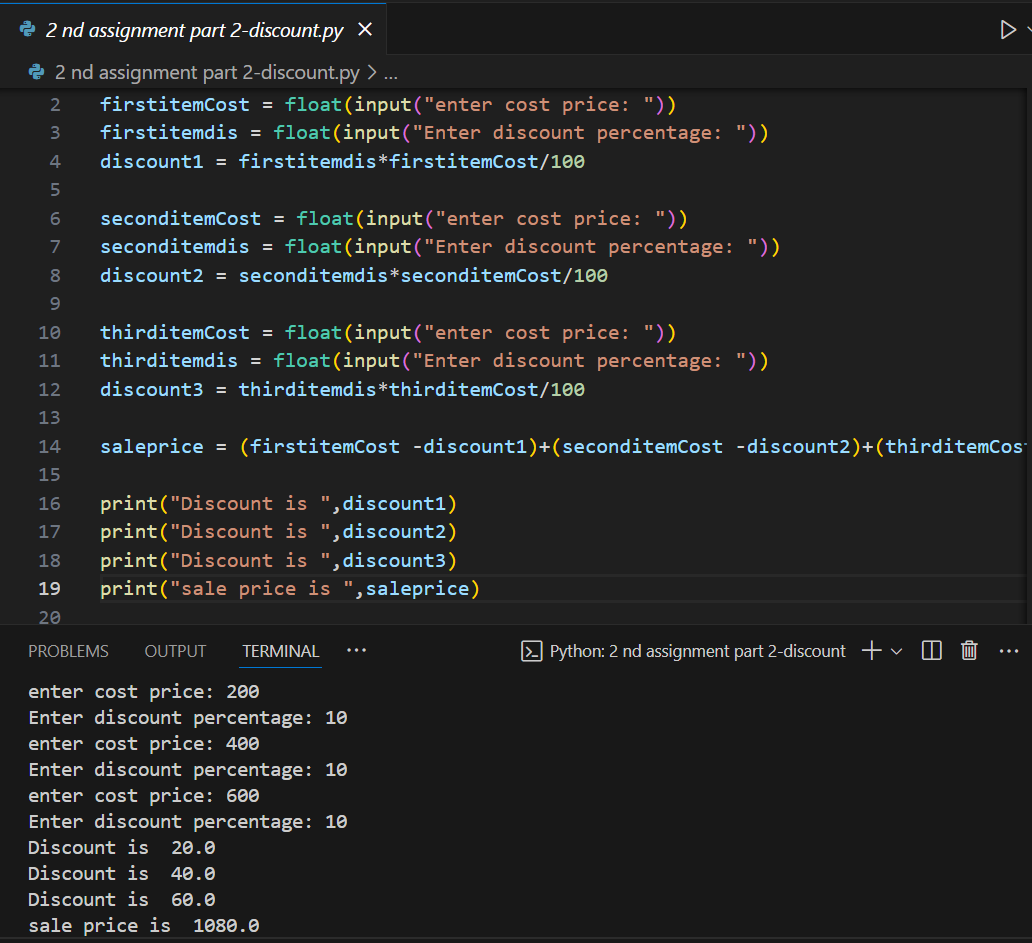 2 nd assignment part 2-discount.py ×
2 nd assignment part 2-discount.py > ...
2 firstitemCost = float(input("enter cost price: "))
3 firstitemdis = float(input("Enter discount percentage: "))
4 discount1 = firstitemdis*firstitemCost/100
5
6 seconditemCost = float(input("enter cost price: "))
7 seconditemdis = float(input("Enter discount percentage: "))
8 discount2 = seconditemdis*seconditemCost/100
9
10 thirditemCost = float(input("enter cost price: "))
11 thirditemdis = float(input("Enter discount percentage: "))
12 discount3 = thirditemdis*thirditemCost/100
13
14 saleprice = (firstitemCost -discount1)+(seconditemCost -discount2)+(thirditemCos
15
16 print("Discount is ",discount1)
17 print("Discount is ",discount2)
18 print("Discount is ",discount3)
19 print("sale price is ",saleprice)
20
PROBLEMS OUTPUT TERMINAL ... Python: 2 nd assignment part 2-discount
enter cost price: 200
Enter discount percentage: 10
enter cost price: 400
Enter discount percentage: 10
enter cost price: 600
Enter discount percentage: 10
Discount is  20.0
Discount is  40.0
Discount is  60.0
sale price is  1080.0